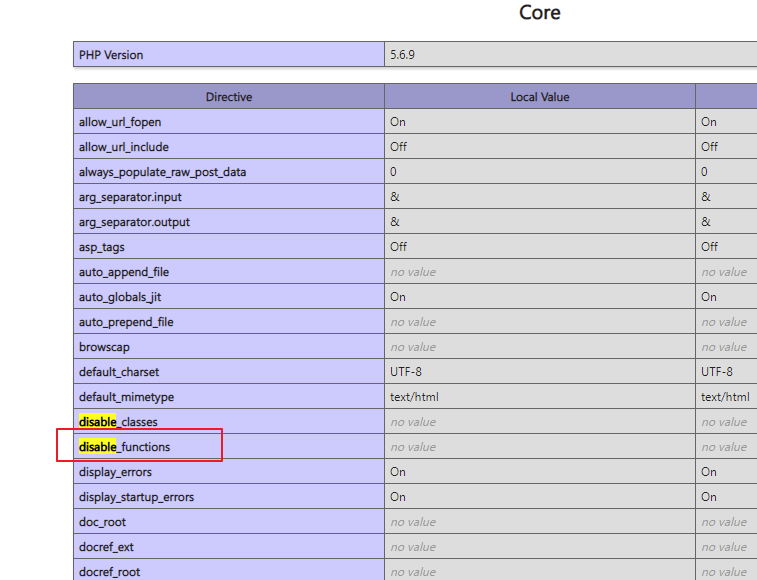 Core
PHP Version 5.6.9
Directive Local Value
allow_url_fopen On On
allow_url_include Off Off
always_populate_raw_post_data 0 0
arg_separator.input & &
arg_separator.output & &
asp_tags Off Off
auto_append_file no value no value
auto_globals_jit On On
auto_prepend_file no value no value
browscap no value no value
default_charset UTF-8 UTF-8
default_mimetype text/html text/html
disable_classes no value no value
disable_functions no value no value
display_errors On On
display_startup_errors On On
doc_root no value no value
docref_ext no value no value
docref_root no value no value